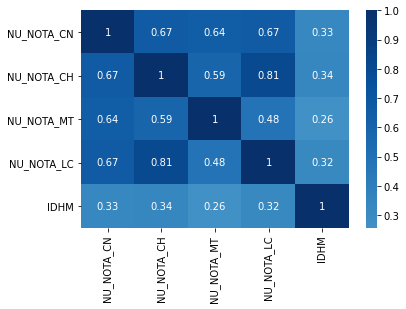 NU_NOTA_CN 1 0.67 0.64 0.67 0.33
NU_NOTA_CH 0.67 1 0.59 0.81 0.34
NU_NOTA_MT 0.64 0.59 1 0.48 0.26
NU_NOTA_LC 0.67 0.81 0.48 1 0.32
IDHM 0.33 0.34 0.26 0.32 1
NU_NOTA_CN
NU_NOTA_CH
NU_NOTA_MT
NU_NOTA_LC
IDHM
1.0
0.9
0.8
0.7
0.6
0.5
0.4
0.3